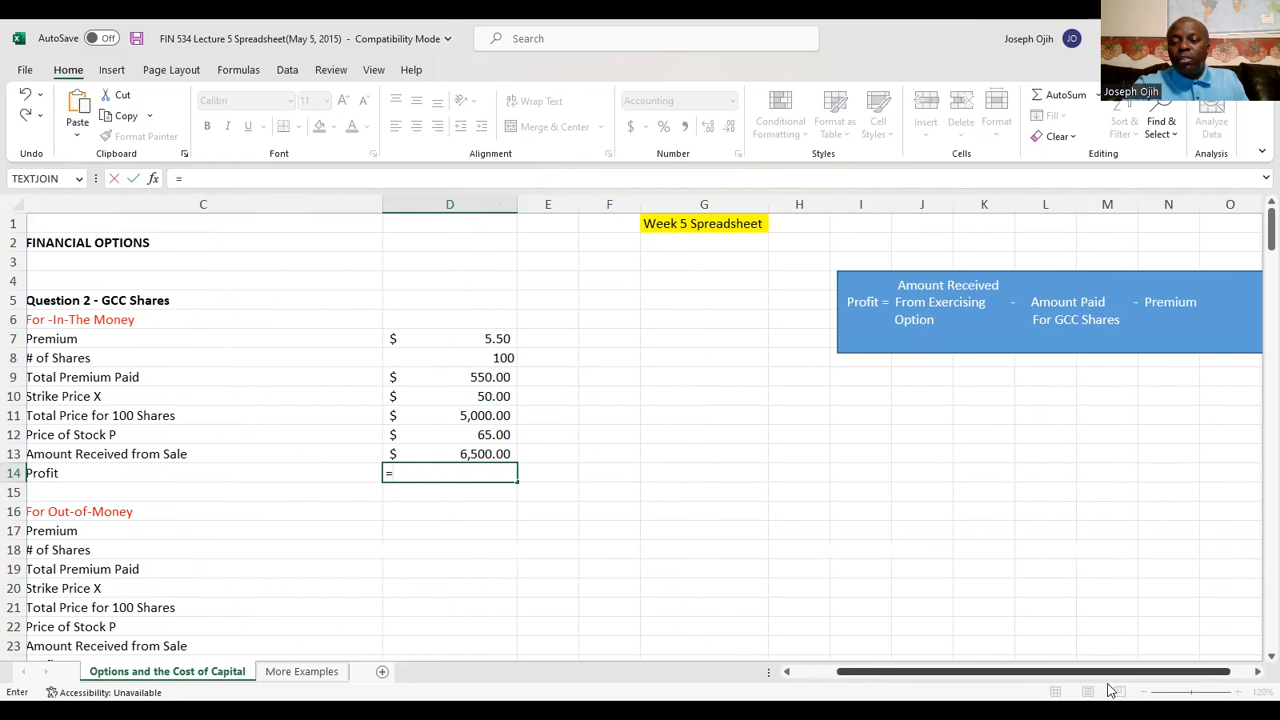 AutoSave Off FIN 534 Lecture 5 Spreadsheet(May 5, 2015) - Compatibility Mode Search Joseph Ojih JO
Joseph Ojih
File Home Insert Page Layout Formulas Data Review View Help
Paste Cut Copy Format Painter
Calibri 11 Wrap Text Accounting
B I U Merge & Center $ % 9
Conditional Formatting Format as Table Cell Styles Insert Delete Format
AutoSum Fill Clear Sort & Filter Find & Select Analyze Data
Undo Clipboard Font Alignment Number Styles Cells Editing Analysis
TEXTJOIN fx =
C D E F G H I J K L M N O
1 Week 5 Spreadsheet
2 FINANCIAL OPTIONS
3
4
5 Question 2 - GCC Shares
6 For -In-The Money
7 Premium $ 5.50
8 # of Shares 100
9 Total Premium Paid $ 550.00
10 Strike Price X $ 50.00
11 Total Price for 100 Shares $ 5,000.00
12 Price of Stock P $ 65.00
13 Amount Received from Sale $ 6,500.00
14 Profit =
15
16 For Out-of-Money
17 Premium
18 # of Shares
19 Total Premium Paid
20 Strike Price X
21 Total Price for 100 Shares
22 Price of Stock P
23 Amount Received from Sale
Amount Received
Profit = From Exercising - Amount Paid - Premium
Option For GCC Shares
Options and the Cost of Capital More Examples
Enter Accessibility: Unavailable 120%